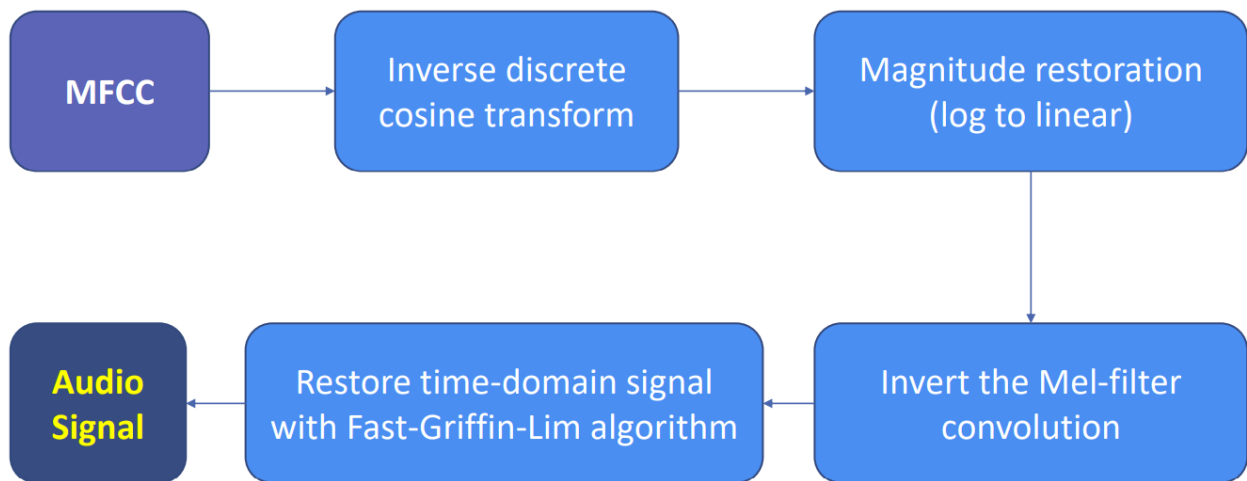 MFCC
Inverse discrete
cosine transform
Magnitude restoration
(log to linear)
Invert the Mel-filter
convolution
Restore time-domain signal
with Fast-Griffin-Lim algorithm
Audio
Signal